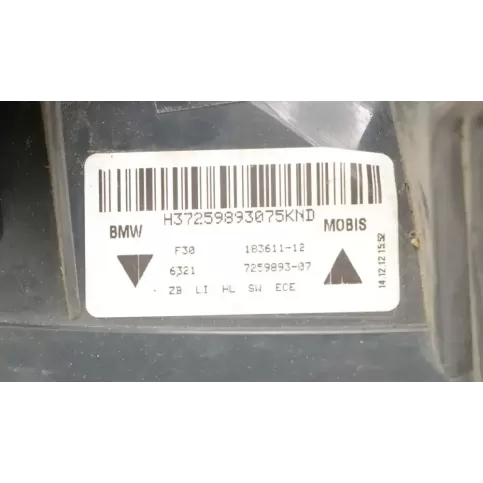 H37259893075KND
BMW MOBIS
F30 183611-12
6321 7259893-07
ZB LI HL SW ECE
14.12.12 15:52